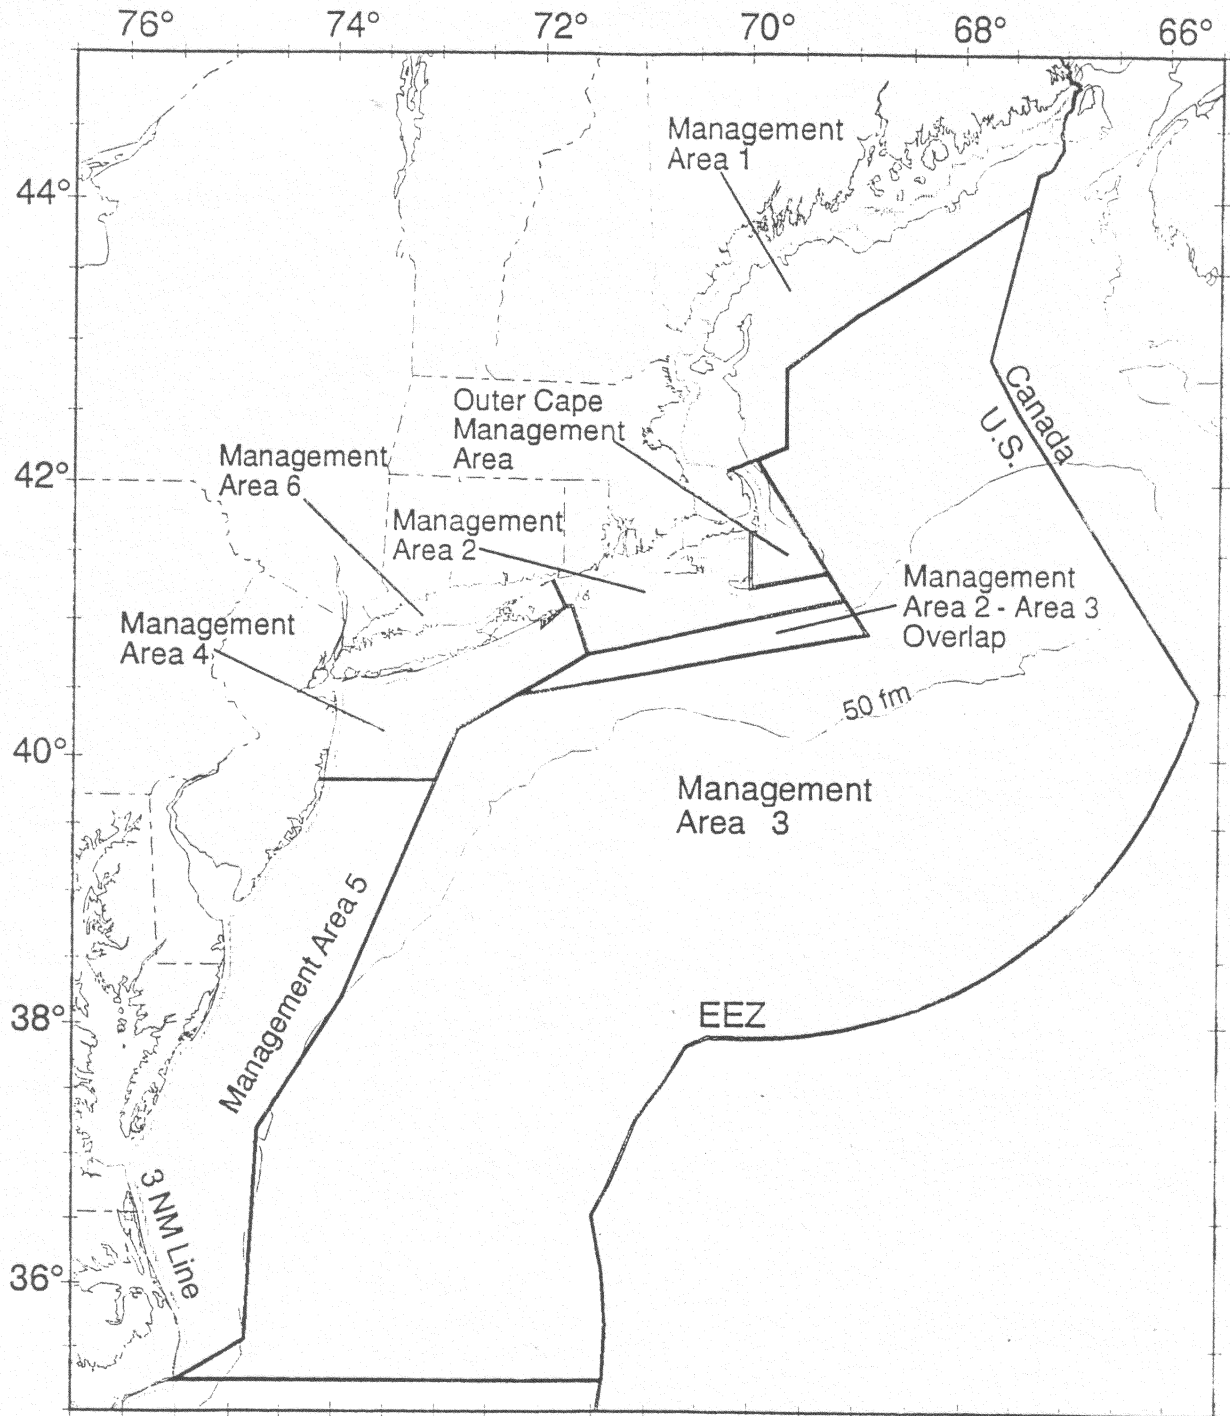 76° 74° 72° 70° 68° 66°
Management
Area 1
44°
Canada
U.S.
Outer Cape
Management
Area
Management
Area 6
42°
Management
Area 2
Management
Area 2 - Area 3
Overlap
Management
Area 4
50 fm
40°
Management
Area 3
Management Area 5
EEZ
38°
3 NM Line
36°